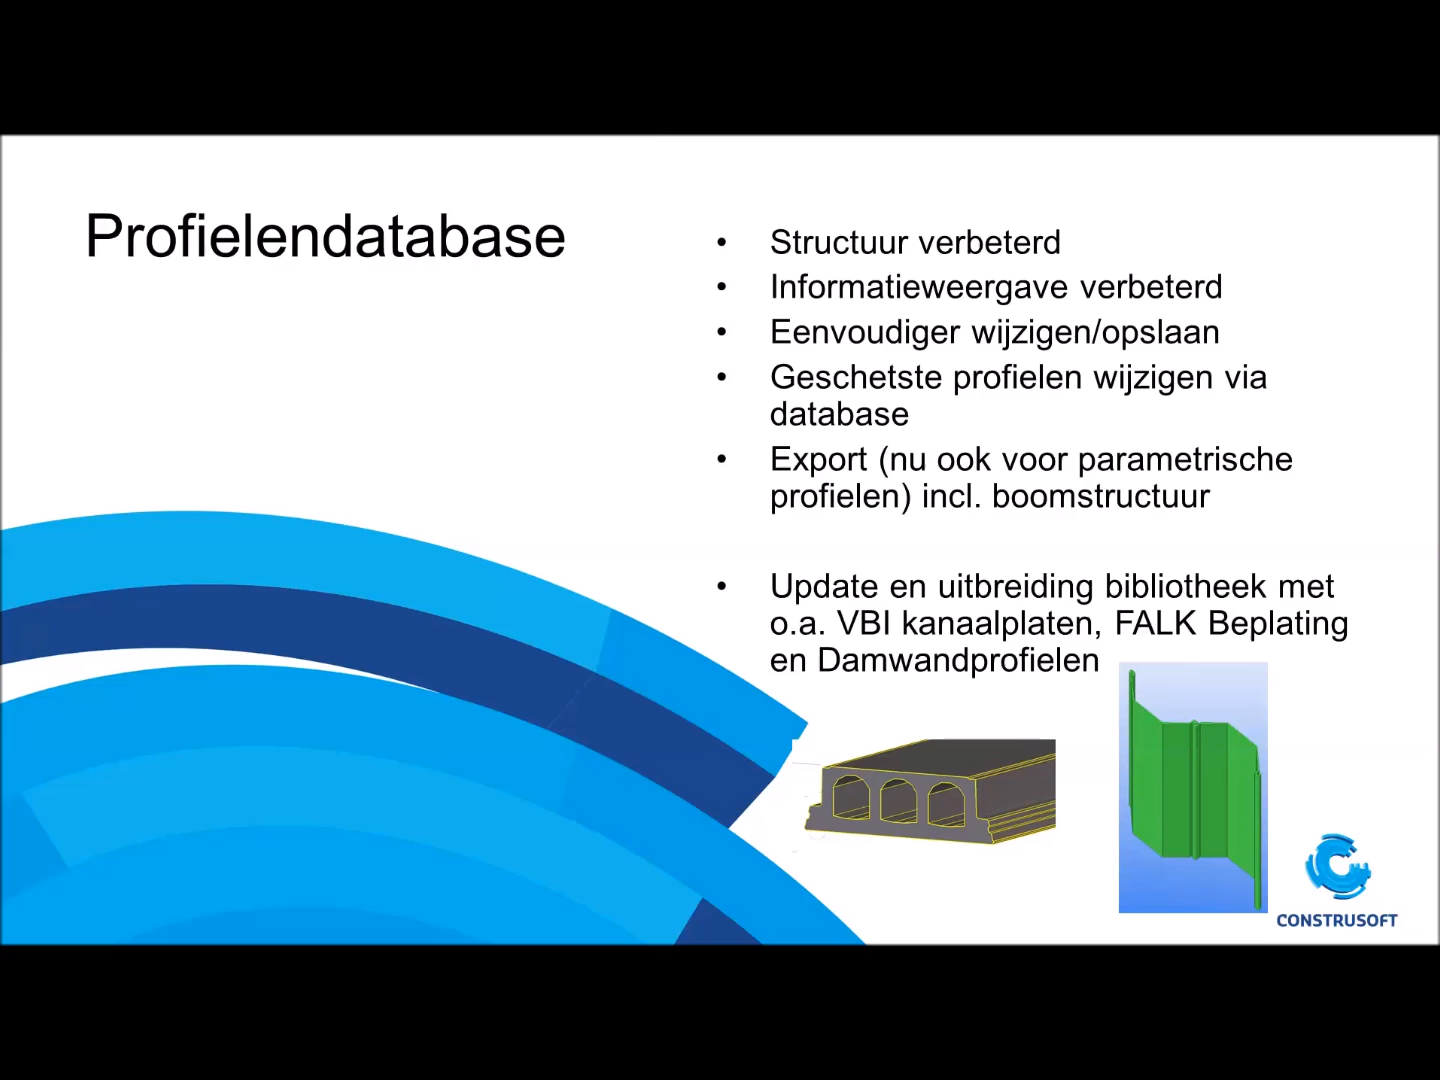 Profielendatabase
• Structuur verbeterd
• Informatieweergave verbeterd
• Eenvoudiger wijzigen/opslaan
• Geschetste profielen wijzigen via
database
• Export (nu ook voor parametrische
profielen) incl. boomstructuur
• Update en uitbreiding bibliotheek met
o.a. VBI kanaalplaten, FALK Beplating
en Damwandprofielen
CONSTRUSOFT